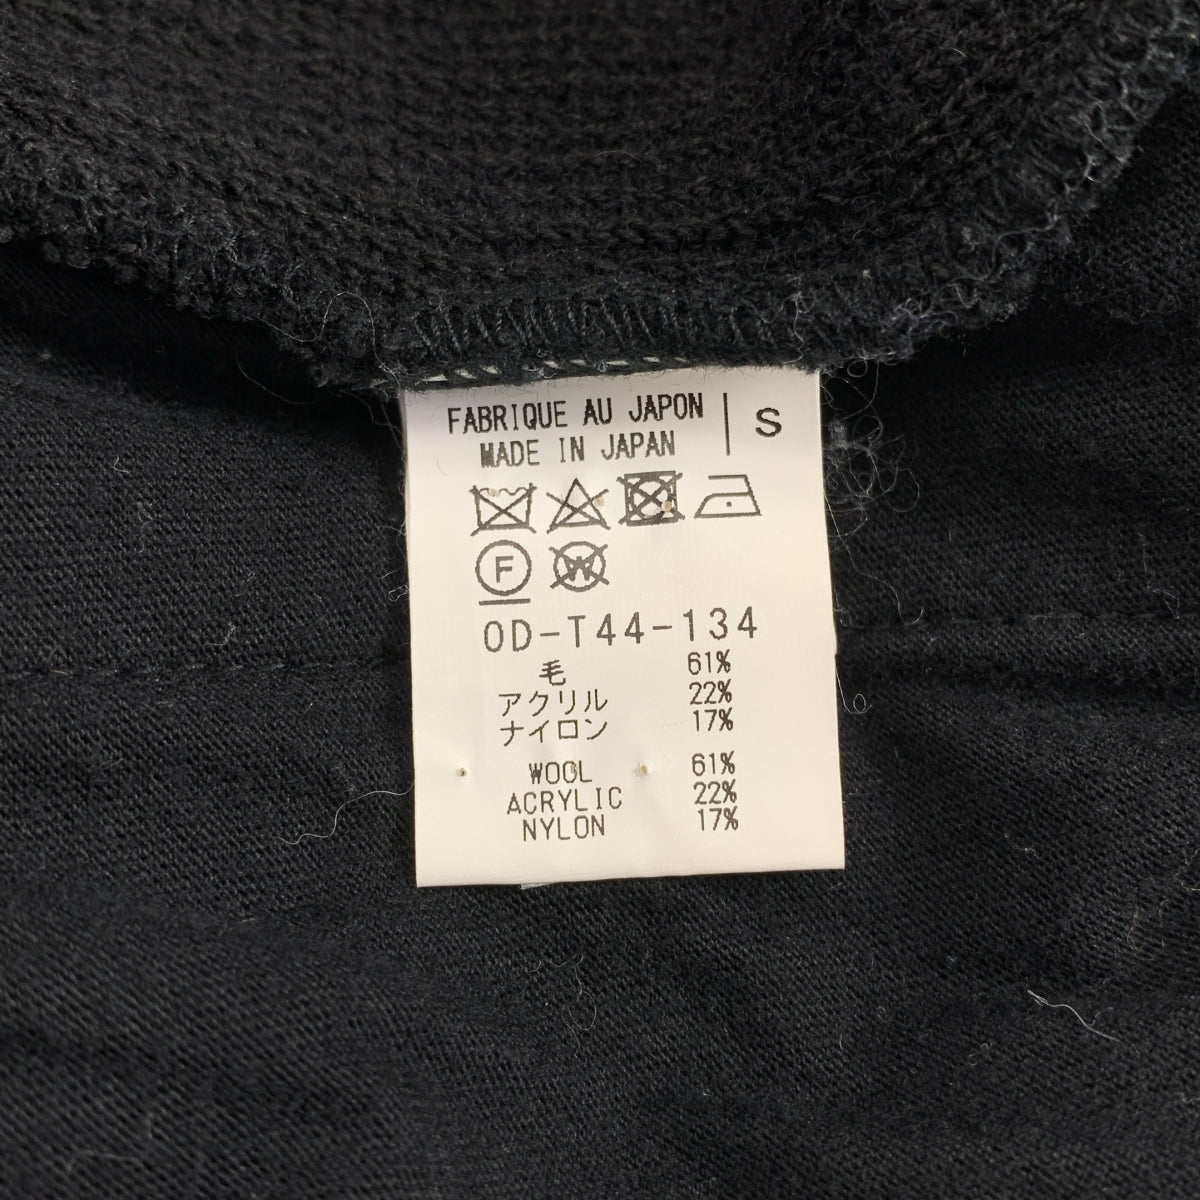 FABRIQUE AU JAPON
MADE IN JAPAN
S
F W
OD-T44-134
毛 61%
アクリル 22%
ナイロン 17%
WOOL 61%
ACRYLIC 22%
NYLON 17%